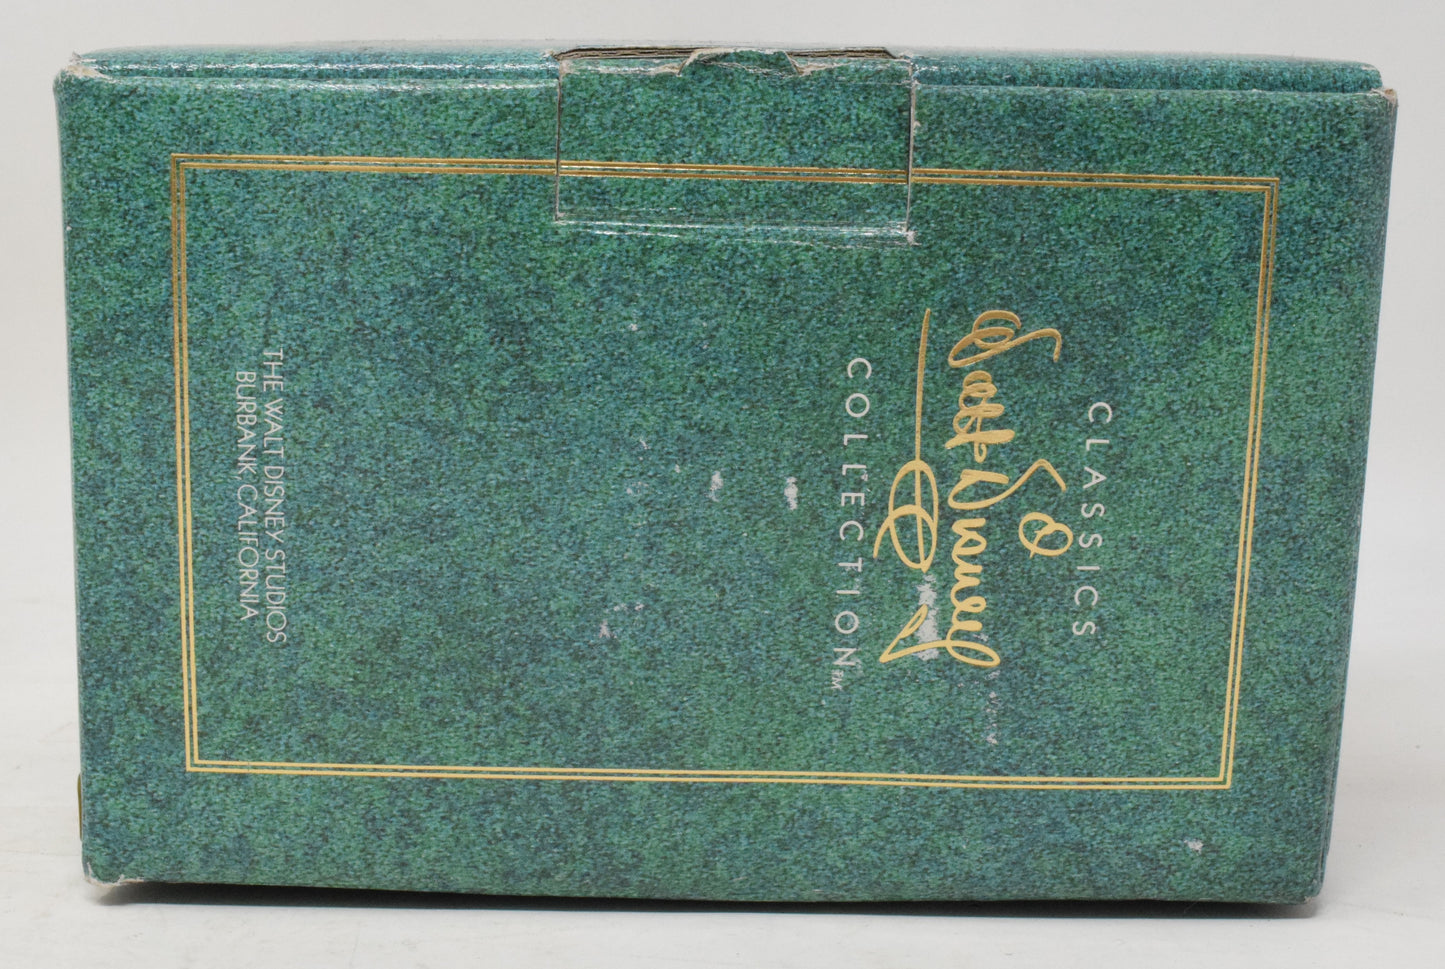 CLASSICS
Walt Disney
COLLECTION™
THE WALT DISNEY STUDIOS
BURBANK, CALIFORNIA